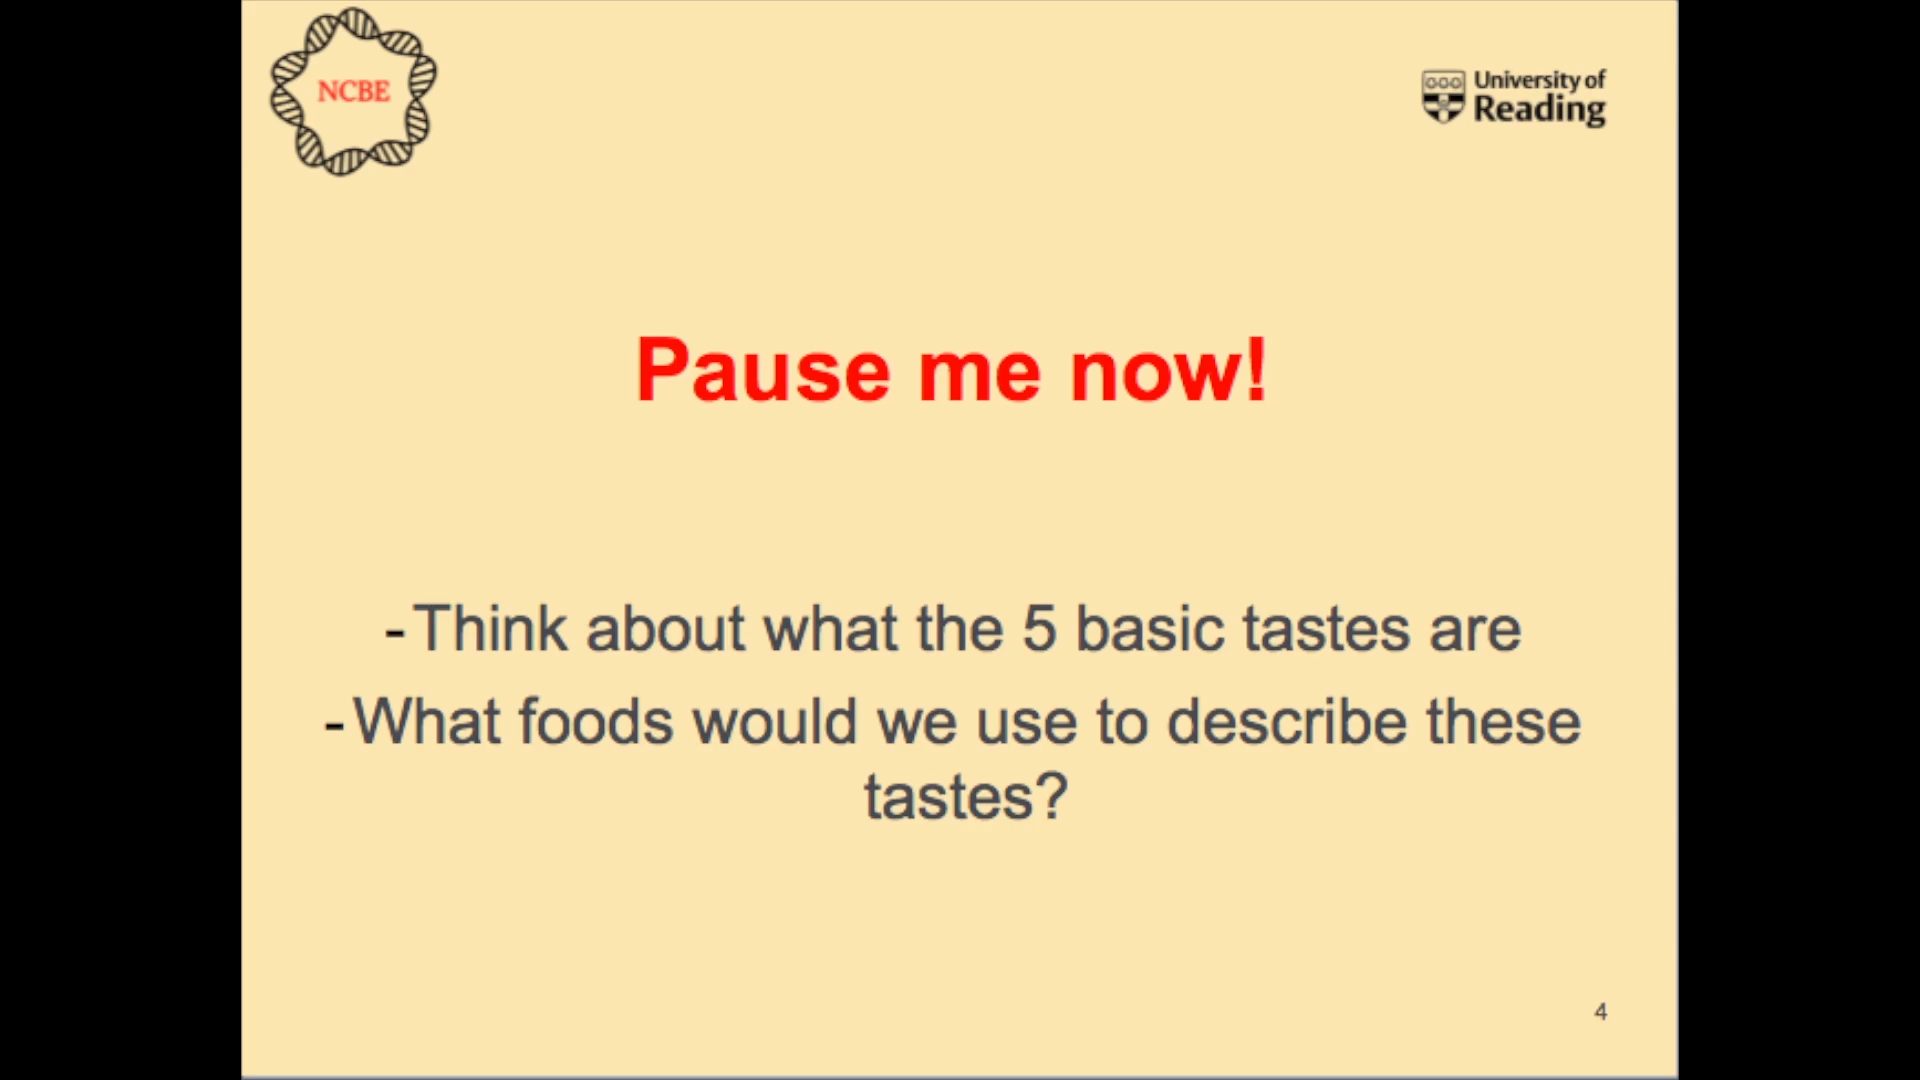 NCBE
University of
Reading
Pause me now!
-Think about what the 5 basic tastes are
-What foods would we use to describe these
tastes?
4